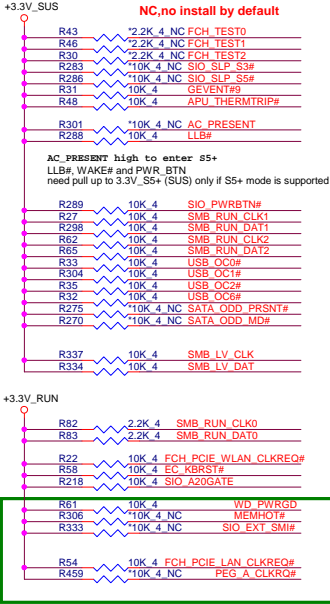 +3.3V_SUS
NC,no install by default
R43 *2.2K_4_NC FCH_TEST0
R46 *2.2K_4_NC FCH_TEST1
R30 *2.2K_4_NC FCH_TEST2
R283 *10K_4_NC SIO_SLP_S3#
R286 *10K_4_NC SIO_SLP_S5#
R31 10K_4 GEVENT#9
R48 10K_4 APU_THERMTRIP#
R301 *10K_4_NC AC_PRESENT
R288 10K_4 LLB#
AC_PRESENT high to enter S5+
LLB#, WAKE# and PWR_BTN
need pull up to 3.3V_S5+ (SUS) only if S5+ mode is supported
R289 10K_4 SIO_PWRBTN#
R27 10K_4 SMB_RUN_CLK1
R298 10K_4 SMB_RUN_DAT1
R62 10K_4 SMB_RUN_CLK2
R65 10K_4 SMB_RUN_DAT2
R33 10K_4 USB_OC0#
R304 10K_4 USB_OC1#
R35 10K_4 USB_OC2#
R32 10K_4 USB_OC6#
R275 *10K_4_NC SATA_ODD_PRSNT#
R270 *10K_4_NC SATA_ODD_MD#
R337 10K_4 SMB_LV_CLK
R334 10K_4 SMB_LV_DAT
+3.3V_RUN
R82 2.2K_4 SMB_RUN_CLK0
R83 2.2K_4 SMB_RUN_DAT0
R22 10K_4 FCH_PCIE_WLAN_CLKREQ#
R58 10K_4 EC_KBRST#
R218 10K_4 SIO_A20GATE
R61 10K_4 WD_PWRGD
R306 *10K_4_NC MEMHOT#
R333 *10K_4_NC SIO_EXT_SMI#
R54 10K_4 FCH_PCIE_LAN_CLKREQ#
R459 *10K_4_NC PEG_A_CLKRQ#